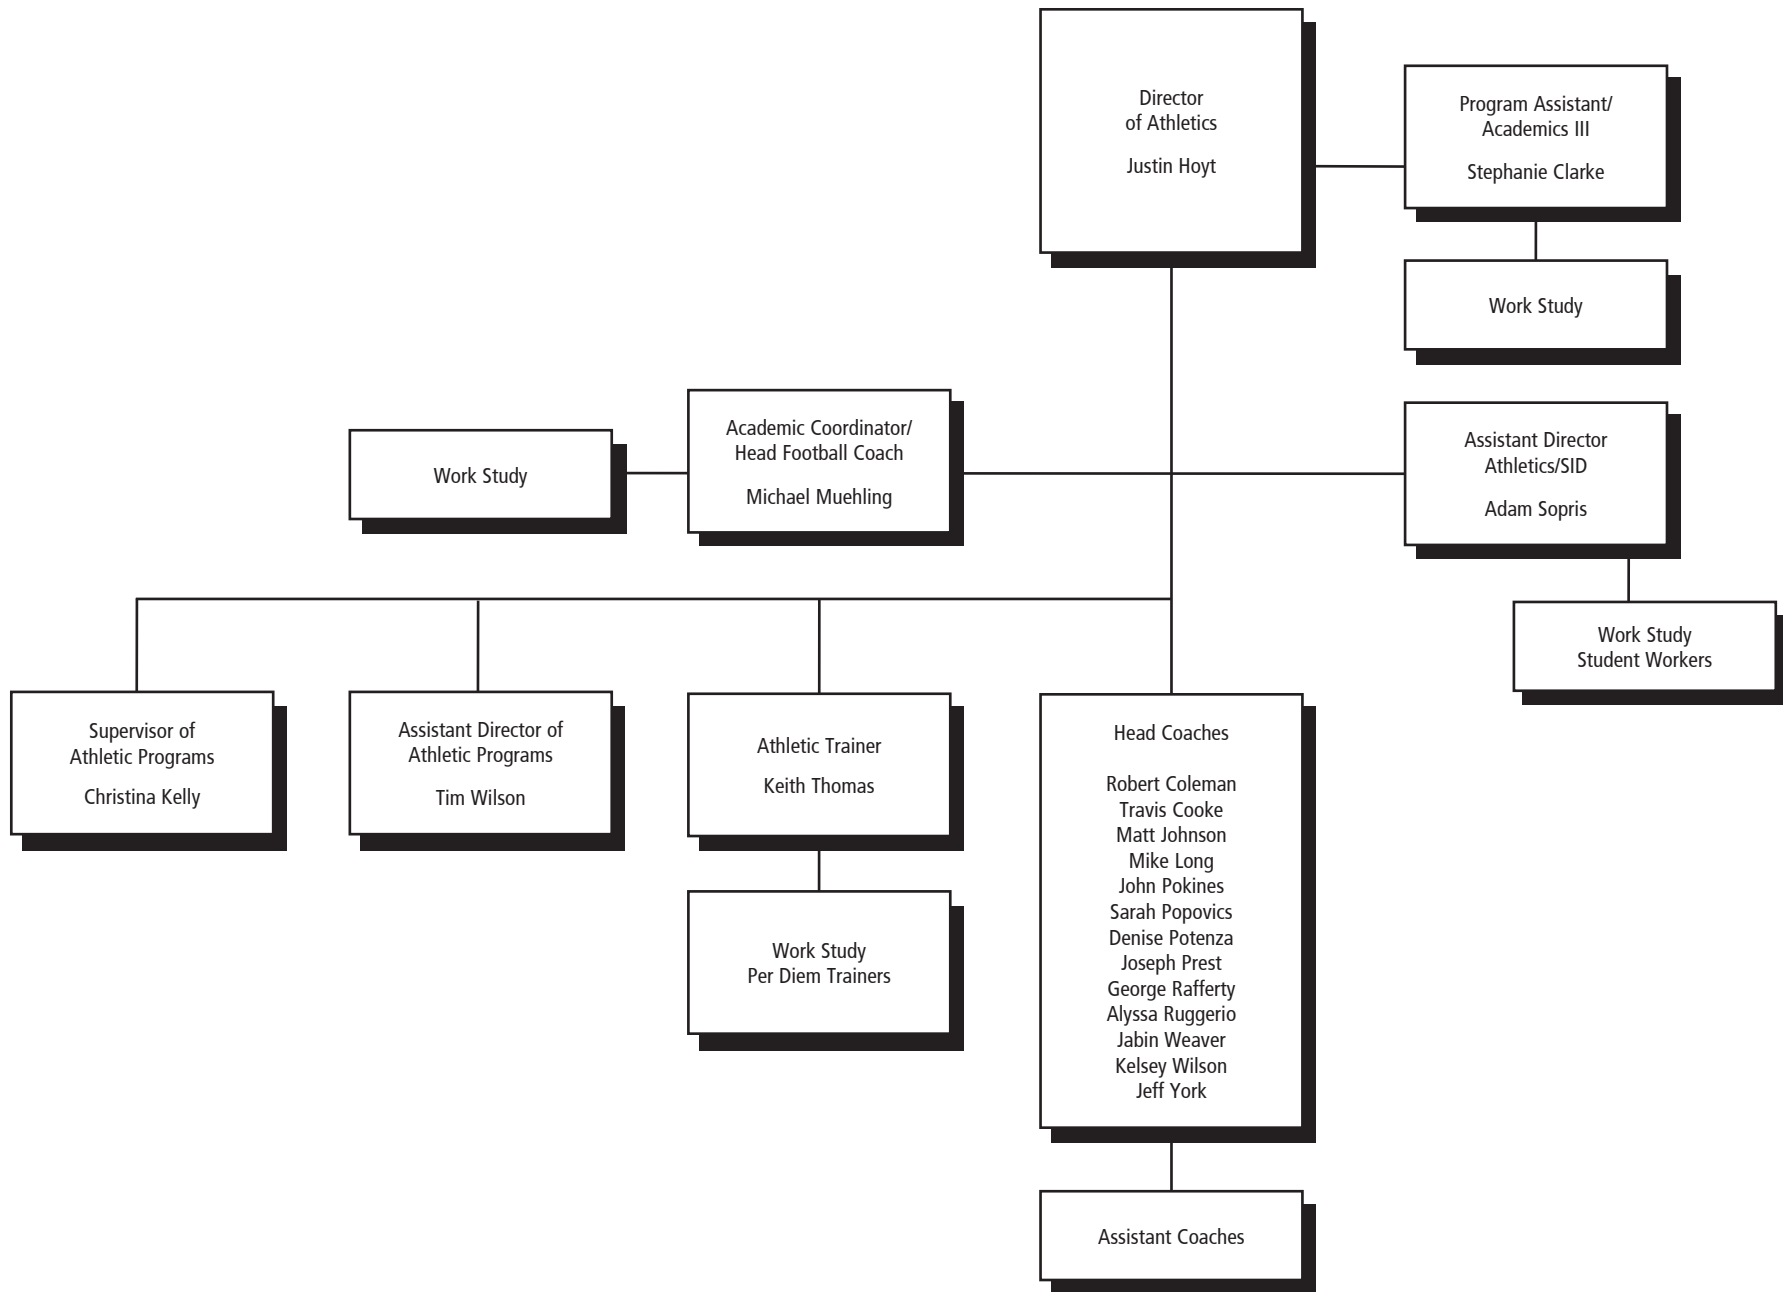 Director
of Athletics
Justin Hoyt
Program Assistant/
Academics III
Stephanie Clarke
Work Study
Work Study
Academic Coordinator/
Head Football Coach
Michael Muehling
Assistant Director
Athletics/SID
Adam Sopris
Work Study
Student Workers
Supervisor of
Athletic Programs
Christina Kelly
Assistant Director of
Athletic Programs
Tim Wilson
Athletic Trainer
Keith Thomas
Work Study
Per Diem Trainers
Head Coaches
Robert Coleman
Travis Cooke
Matt Johnson
Mike Long
John Pokines
Sarah Popovics
Denise Potenza
Joseph Prest
George Rafferty
Alyssa Ruggerio
Jabin Weaver
Kelsey Wilson
Jeff York
Assistant Coaches